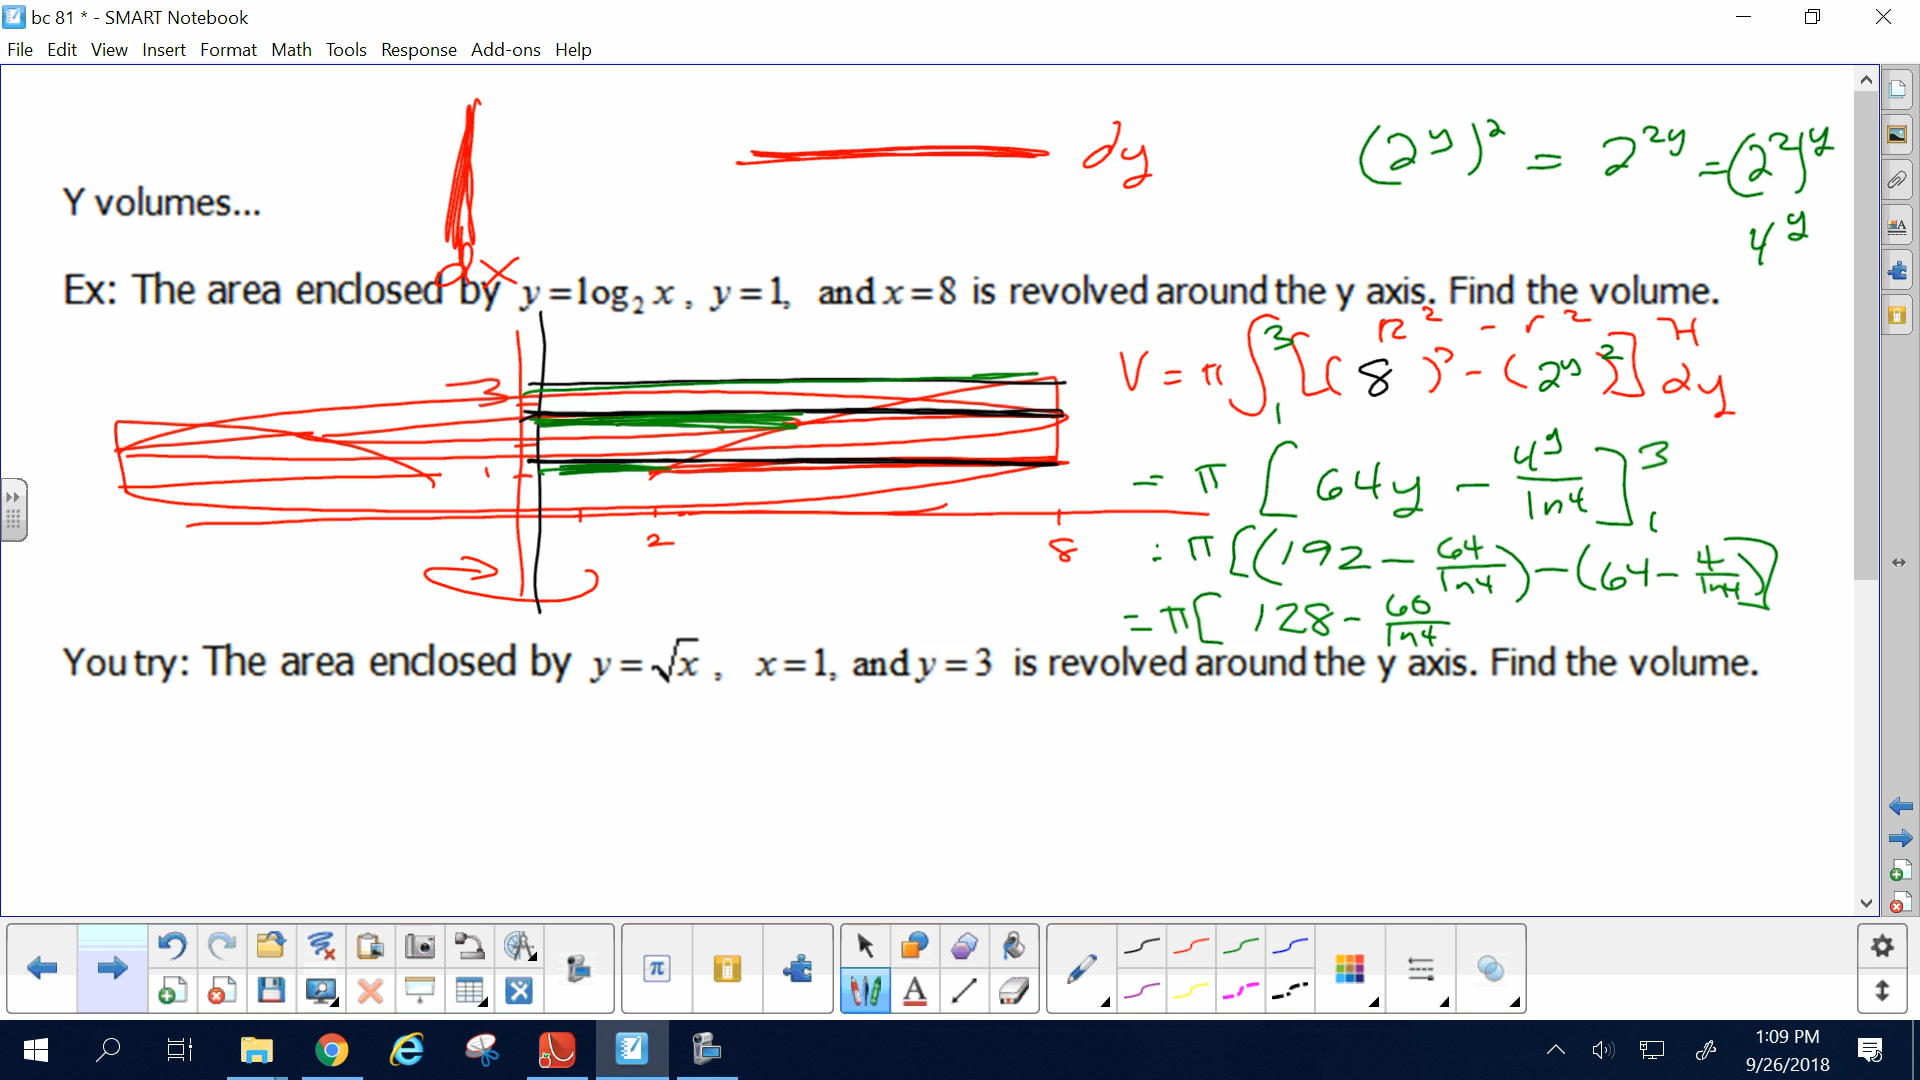 bc 81 * - SMART Notebook
File Edit View Insert Format Math Tools Response Add-ons Help
dy
(2^y)^2 = 2^{2y} = (2^2)^y
4^y
Y volumes...
dx
Ex: The area enclosed by y = log₂ x , y = 1, and x = 8 is revolved around the y axis. Find the volume.
R² - r² H
V = π ∫₁³ [(8)² - (2^y)²] dy
3
1
2 8
= π [64y - 4^y/ln4]₁³
= π[(192 - 64/ln4) - (64 - 4/ln4)]
= π[ 128 - 60/ln4
You try: The area enclosed by y = √x , x = 1, and y = 3 is revolved around the y axis. Find the volume.
π
A
1:09 PM
9/26/2018